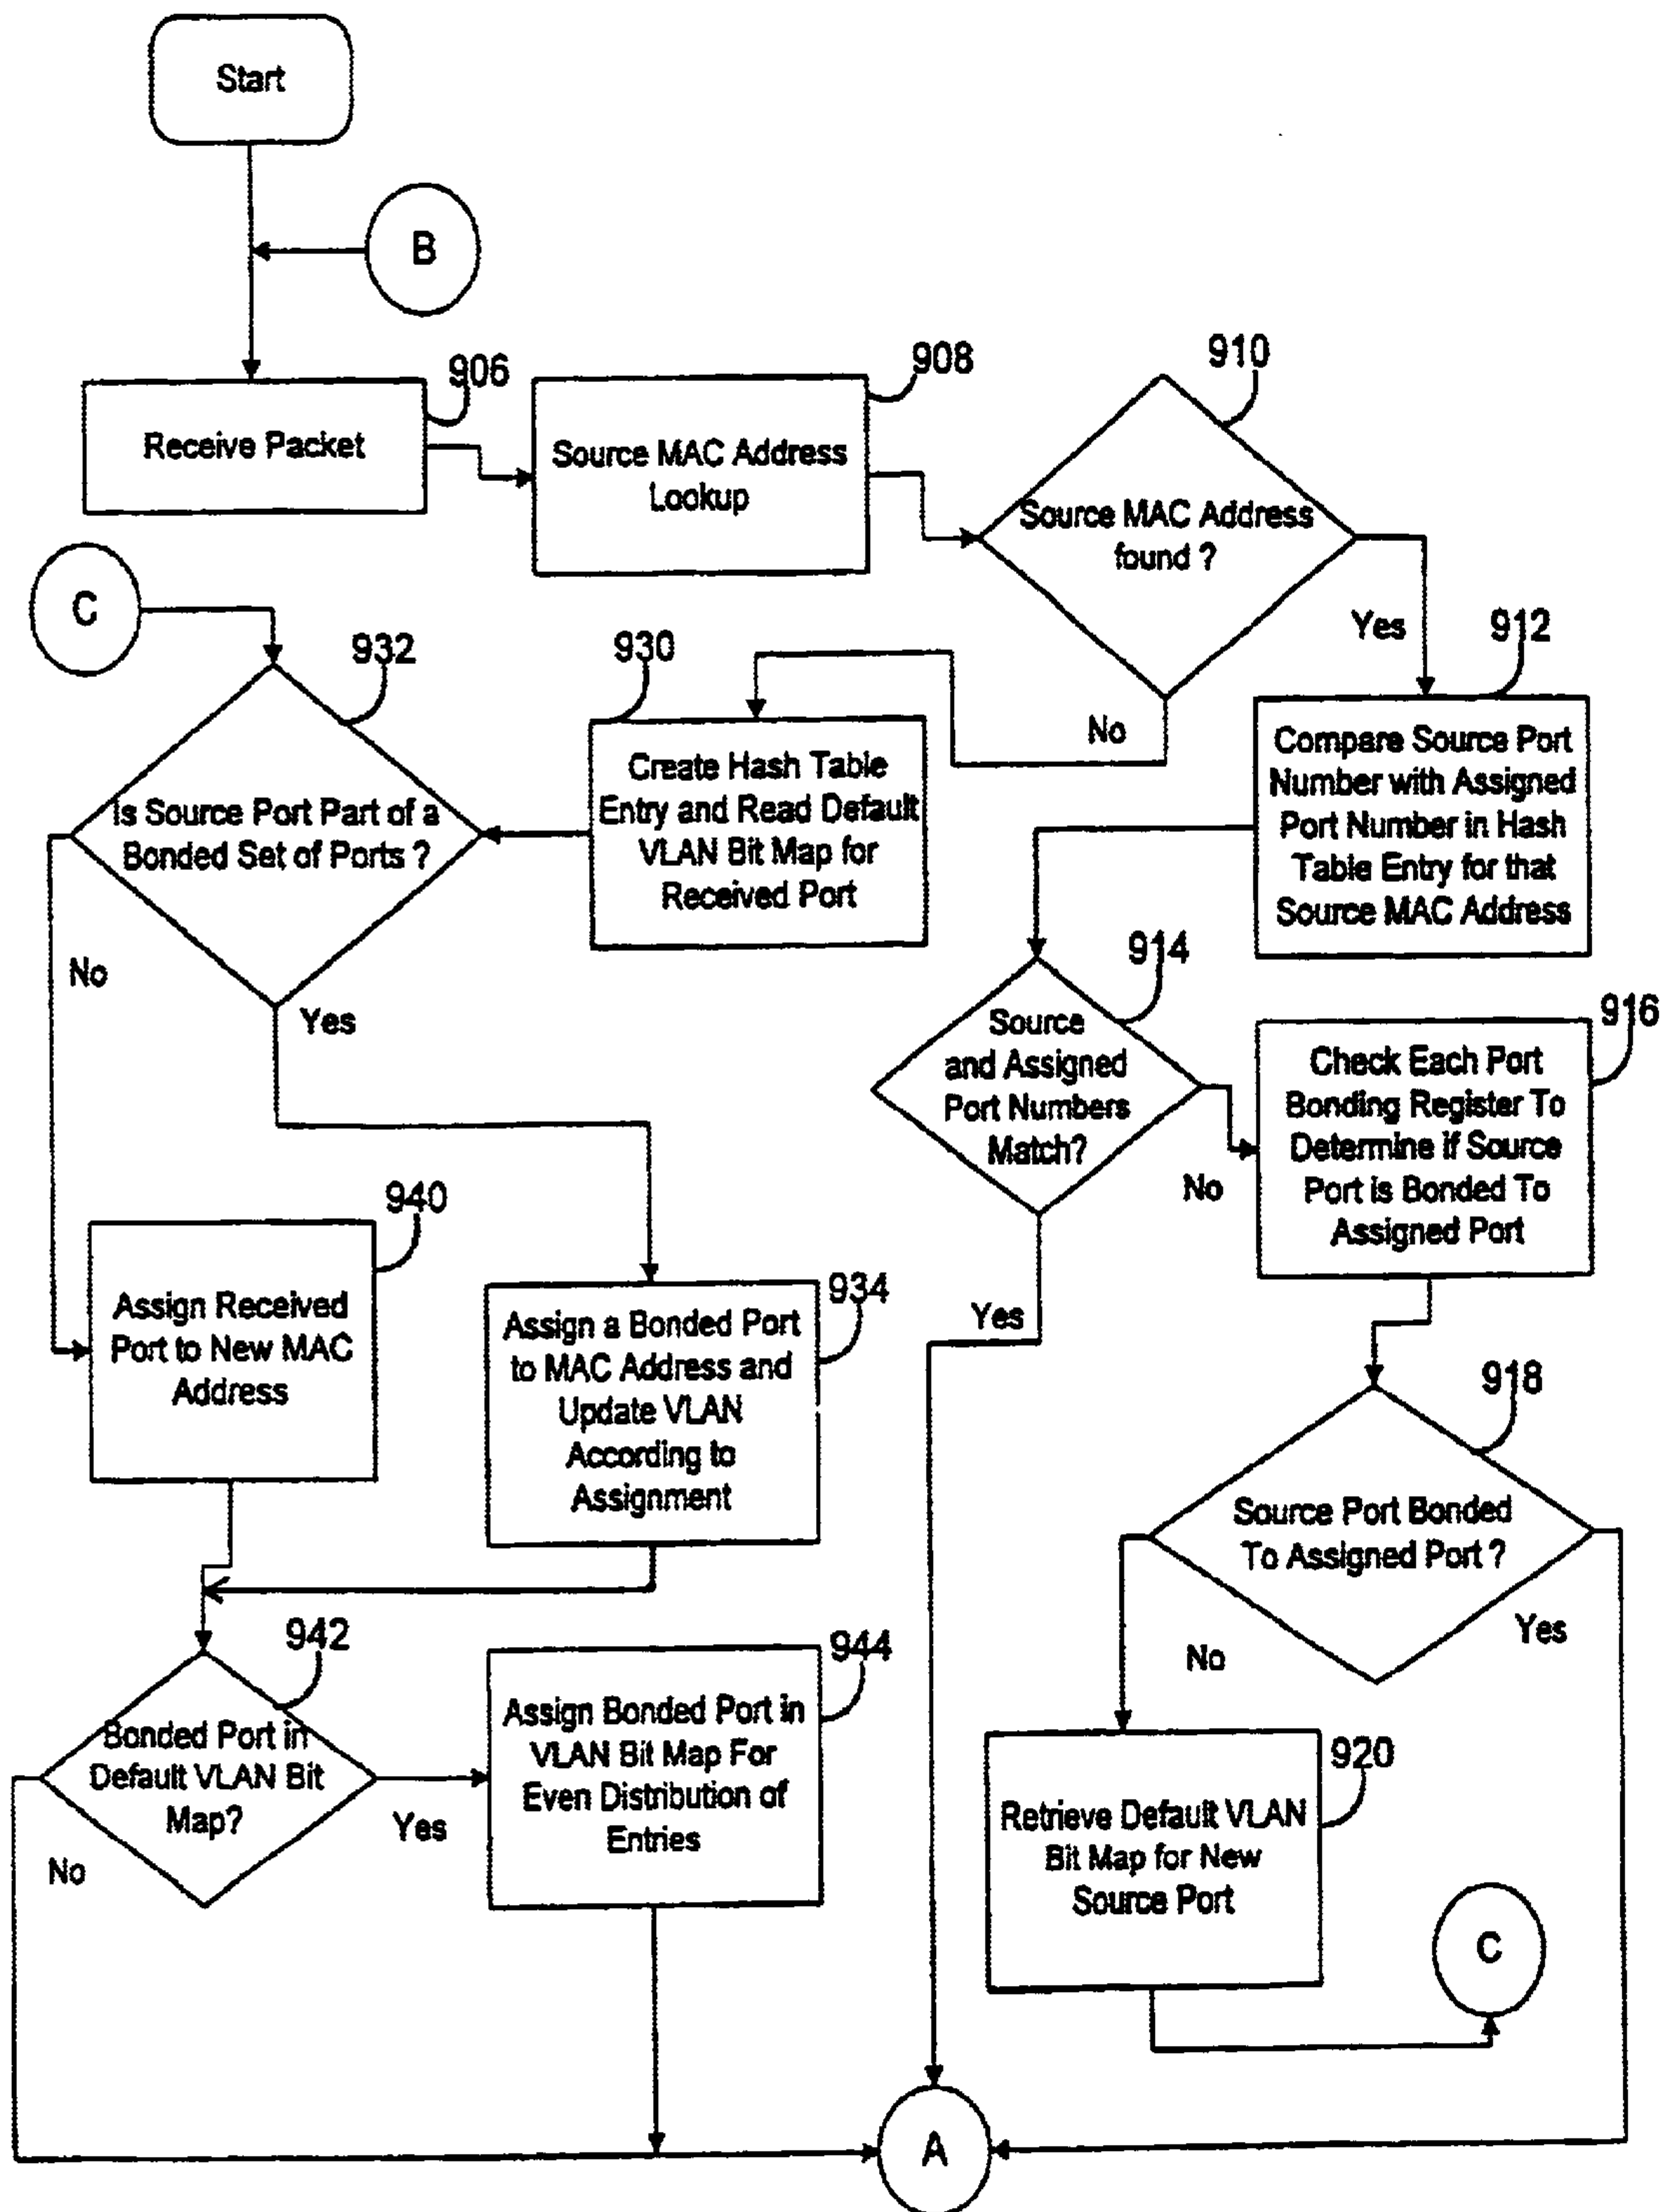 Start
B
906
Receive Packet
908
Source MAC Address
Lookup
910
Source MAC Address
found ?
Yes
No
C
932
Is Source Port Part of a
Bonded Set of Ports ?
No
Yes
930
Create Hash Table
Entry and Read Default
VLAN Bit Map for
Received Port
912
Compare Source Port
Number with Assigned
Port Number in Hash
Table Entry for that
Source MAC Address
914
Source
and Assigned
Port Numbers
Match?
No
Yes
916
Check Each Port
Bonding Register To
Determine if Source
Port is Bonded To
Assigned Port
940
Assign Received
Port to New MAC
Address
934
Assign a Bonded Port
to MAC Address and
Update VLAN
According to
Assignment
918
Source Port Bonded
To Assigned Port ?
No
Yes
942
Bonded Port in
Default VLAN Bit
Map?
No
Yes
944
Assign Bonded Port in
VLAN Bit Map For
Even Distribution of
Entries
920
Retrieve Default VLAN
Bit Map for New
Source Port
C
A